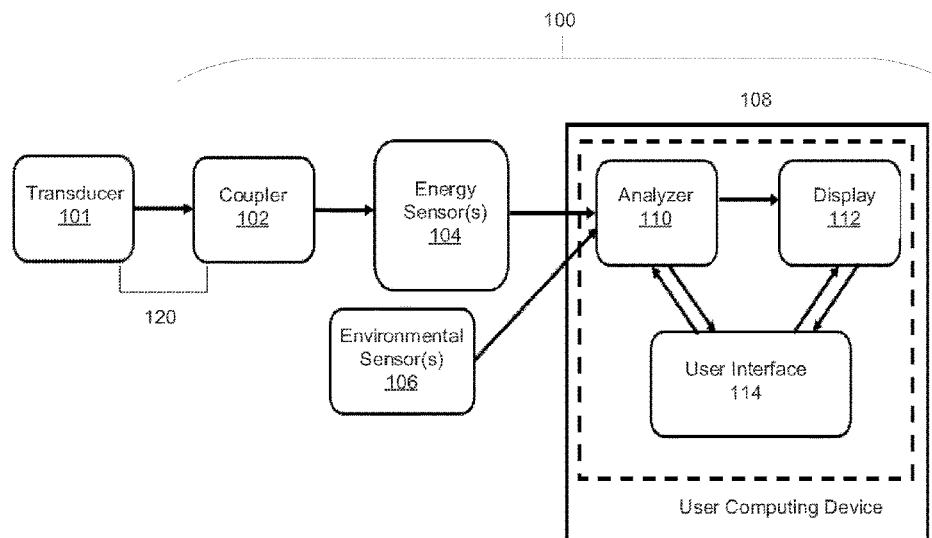 100
108
Transducer
101
Coupler
102
Energy
Sensor(s)
104
Analyzer
110
Display
112
120
Environmental
Sensor(s)
106
User Interface
114
User Computing Device